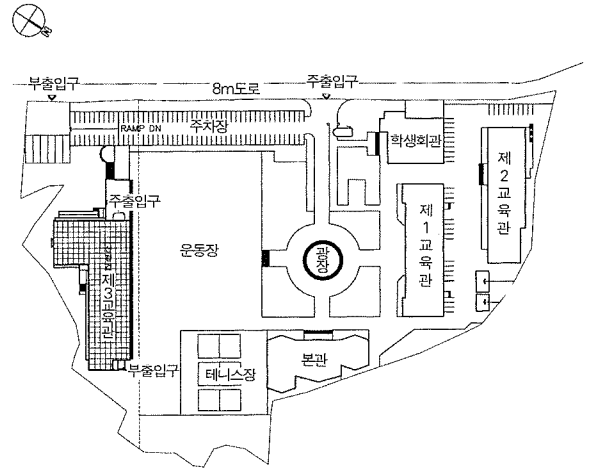 부출입구
8m도로
주출입구
RAMP DN
주차장
학생회관
제2교육관
주출입구
제1교육관
운동장
광장
제3교육관
부출입구
테니스장
본관